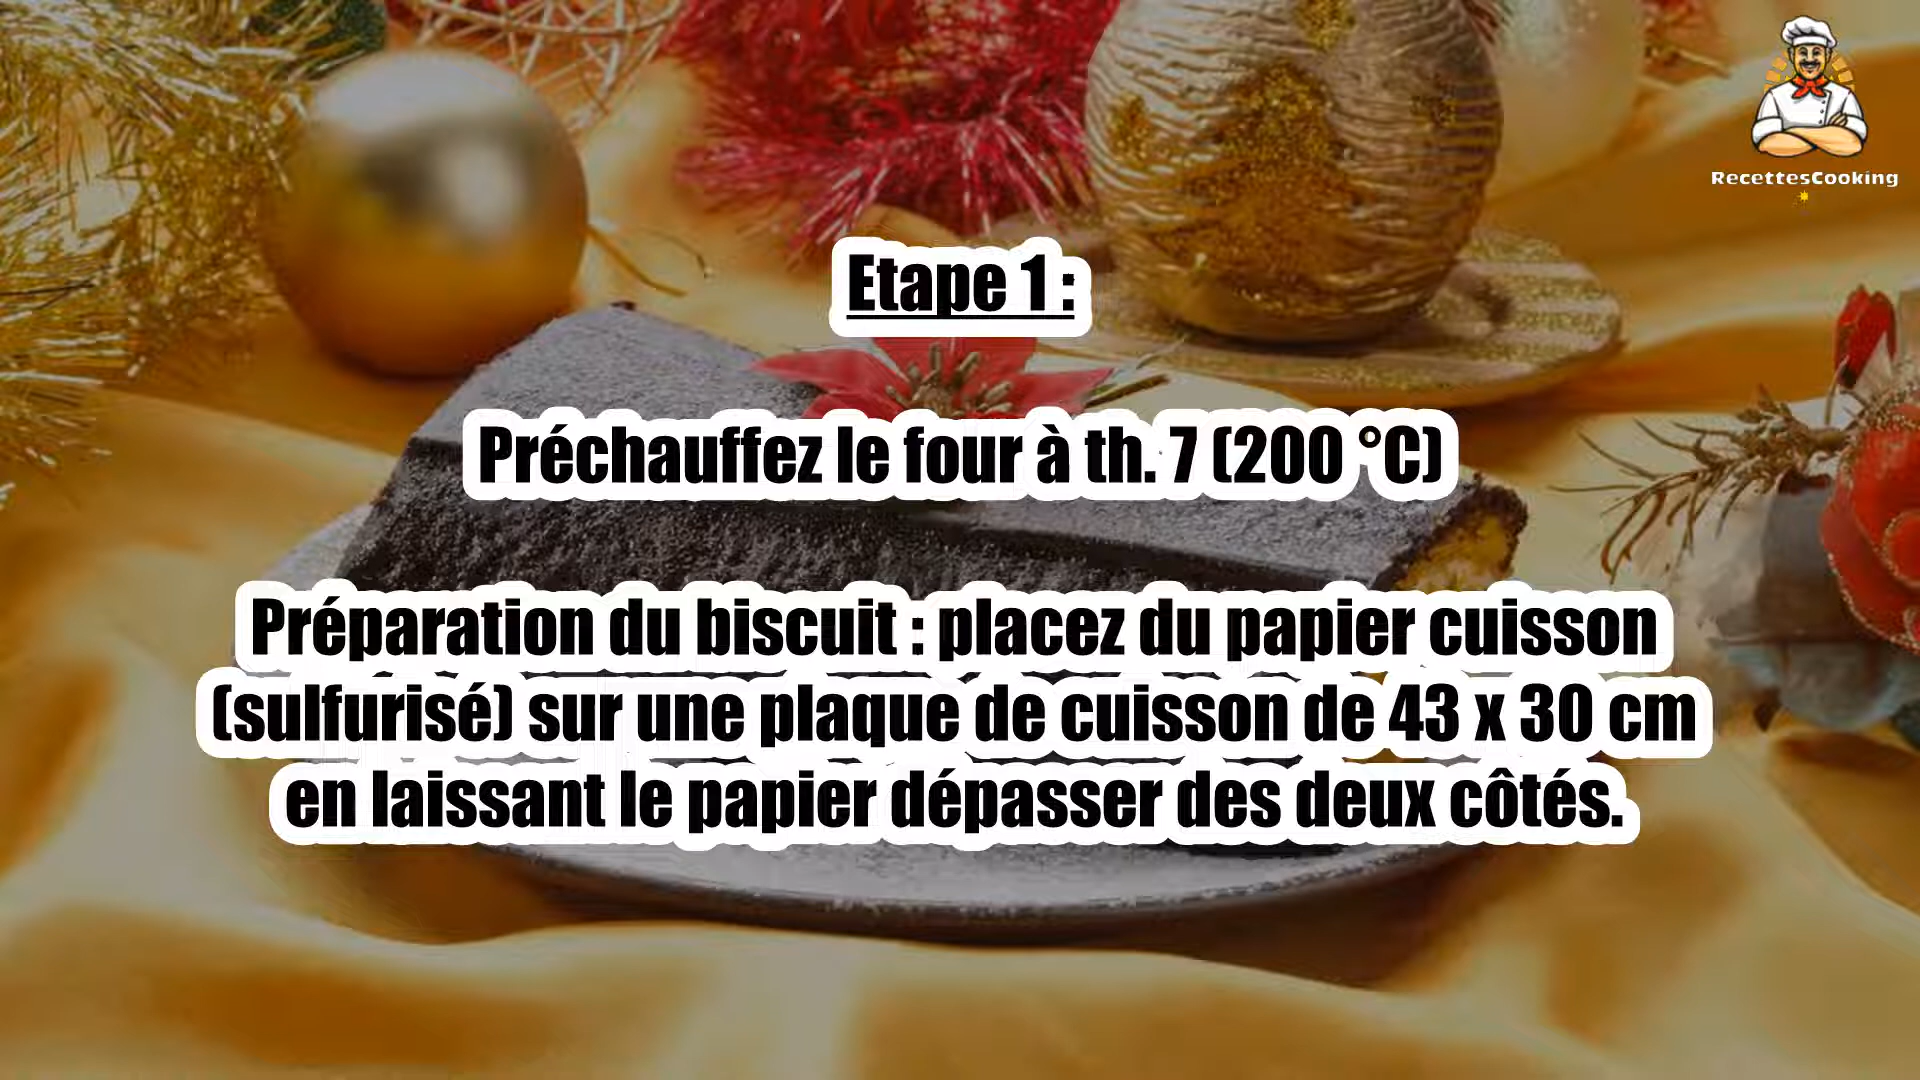 RecettesCooking
Etape 1 :
Préchauffez le four à th. 7 (200 °C)
Préparation du biscuit : placez du papier cuisson
(sulfurisé) sur une plaque de cuisson de 43 x 30 cm
en laissant le papier dépasser des deux côtés.